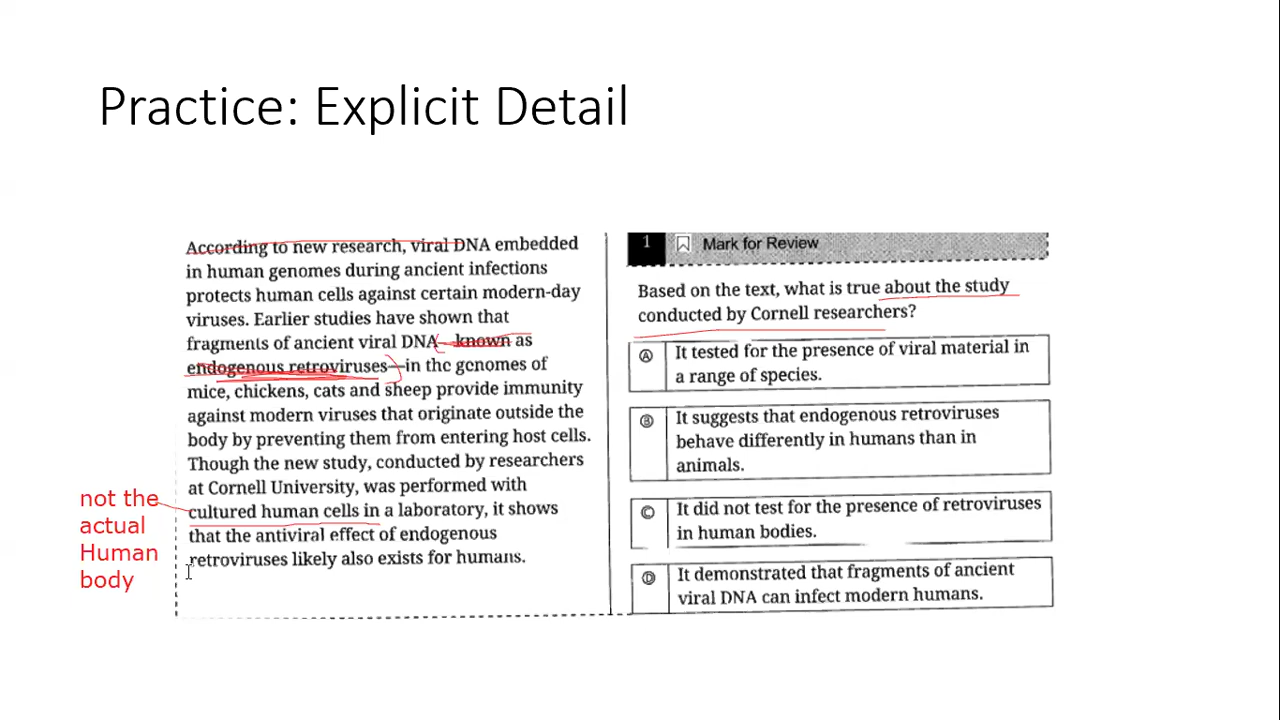 Practice: Explicit Detail
According to new research, viral DNA embedded
in human genomes during ancient infections
protects human cells against certain modern-day
viruses. Earlier studies have shown that
fragments of ancient viral DNA—known as
endogenous retroviruses—in the genomes of
mice, chickens, cats and sheep provide immunity
against modern viruses that originate outside the
body by preventing them from entering host cells.
Though the new study, conducted by researchers
at Cornell University, was performed with
cultured human cells in a laboratory, it shows
that the antiviral effect of endogenous
retroviruses likely also exists for humans.
not the
actual
Human
body
1 Mark for Review
Based on the text, what is true about the study
conducted by Cornell researchers?
A It tested for the presence of viral material in
a range of species.
B It suggests that endogenous retroviruses
behave differently in humans than in
animals.
C It did not test for the presence of retroviruses
in human bodies.
D It demonstrated that fragments of ancient
viral DNA can infect modern humans.